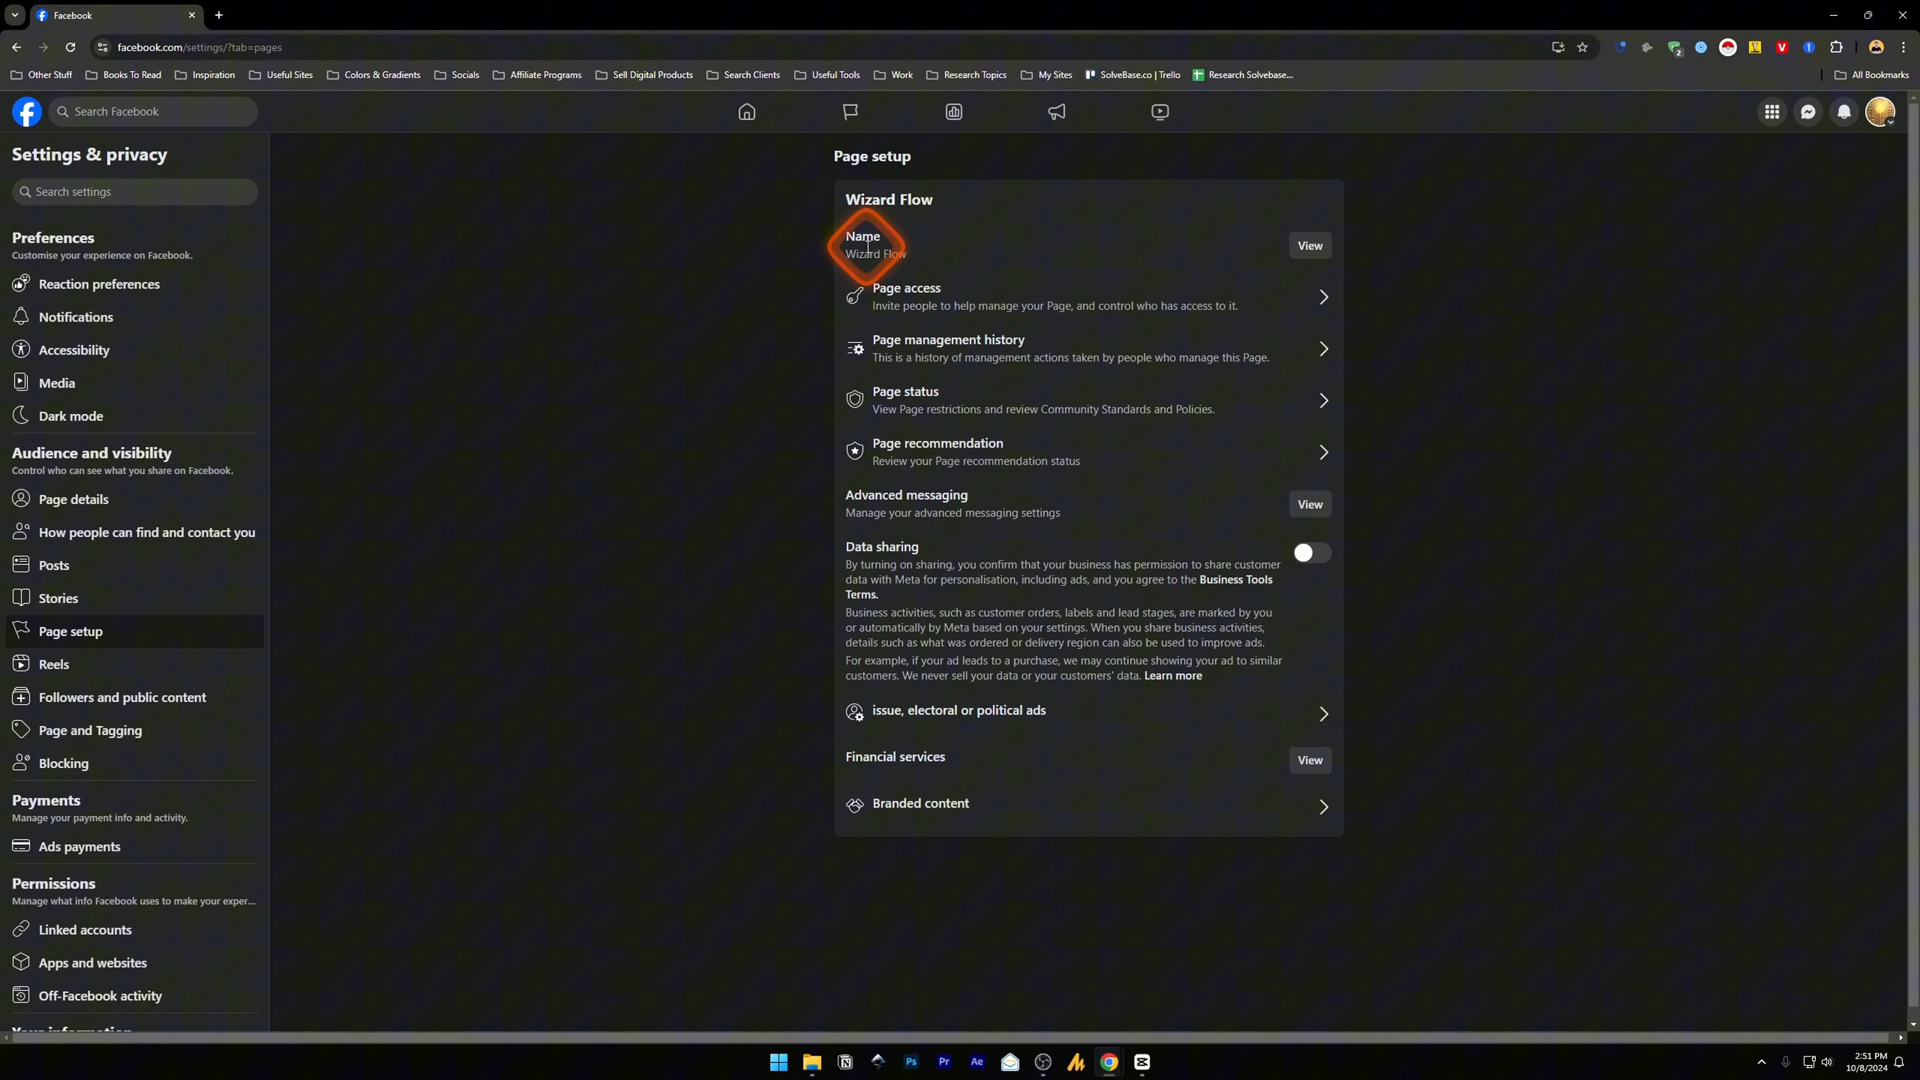 Facebook
facebook.com/settings/?tab=pages
Other Stuff
Books To Read
Inspiration
Useful Sites
Colors & Gradients
Socials
Affiliate Programs
Sell Digital Products
Search Clients
Useful Tools
Work
Research Topics
My Sites
SolveBase.co | Trello
Research Solvebase...
All Bookmarks
Search Facebook
Settings & privacy
Search settings
Preferences
Customise your experience on Facebook.
Reaction preferences
Notifications
Accessibility
Media
Dark mode
Audience and visibility
Control who can see what you share on Facebook.
Page details
How people can find and contact you
Posts
Stories
Page setup
Reels
Followers and public content
Page and Tagging
Blocking
Payments
Manage your payment info and activity.
Ads payments
Permissions
Manage what info Facebook uses to make your exper...
Linked accounts
Apps and websites
Off-Facebook activity
Your information
Page setup
Wizard Flow
Name
Wizard Flow
View
Page access
Invite people to help manage your Page, and control who has access to it.
Page management history
This is a history of management actions taken by people who manage this Page.
Page status
View Page restrictions and review Community Standards and Policies.
Page recommendation
Review your Page recommendation status
Advanced messaging
Manage your advanced messaging settings
View
Data sharing
By turning on sharing, you confirm that your business has permission to share customer
data with Meta for personalisation, including ads, and you agree to the Business Tools
Terms.
Business activities, such as customer orders, labels and lead stages, are marked by you
or automatically by Meta based on your settings. When you share business activities,
details such as what was ordered or delivery region can also be used to improve ads.
For example, if your ad leads to a purchase, we may continue showing your ad to similar
customers. We never sell your data or your customers' data. Learn more
issue, electoral or political ads
Financial services
View
Branded content
Ps
Pr
Ae
2:51 PM
10/8/2024